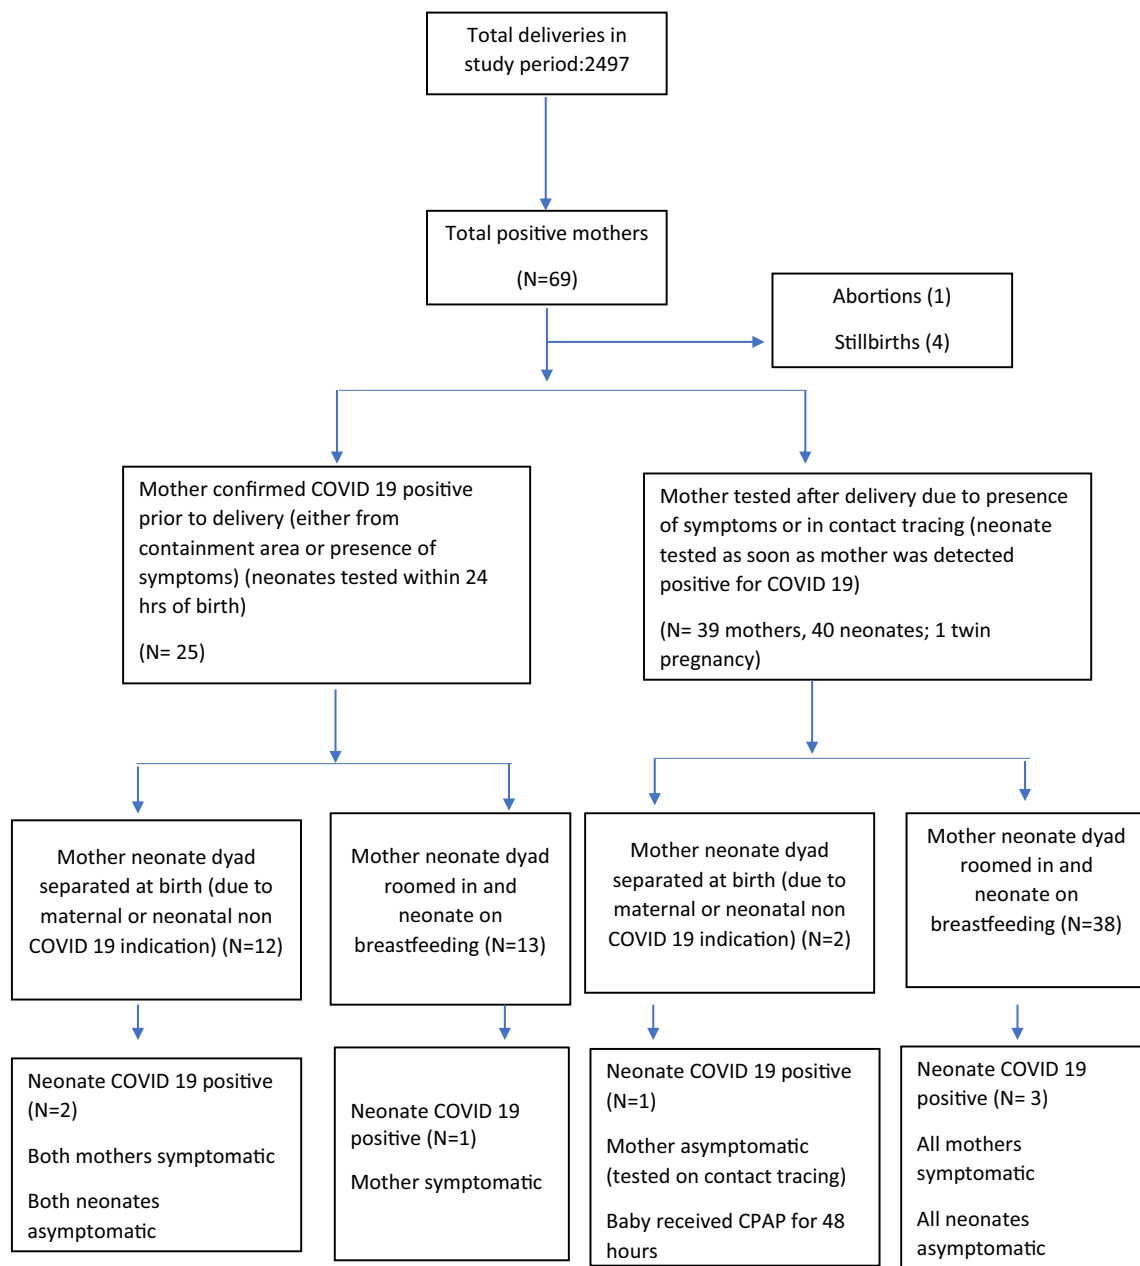 Total deliveries in
study period:2497
Total positive mothers
(N=69)
Abortions (1)
Stillbirths (4)
Mother confirmed COVID 19 positive
prior to delivery (either from
containment area or presence of
symptoms) (neonates tested within 24
hrs of birth)
(N= 25)
Mother tested after delivery due to presence
of symptoms or in contact tracing (neonate
tested as soon as mother was detected
positive for COVID 19)
(N= 39 mothers, 40 neonates; 1 twin
pregnancy)
Mother neonate dyad
separated at birth (due to
maternal or neonatal non
COVID 19 indication) (N=12)
Mother neonate dyad
roomed in and
neonate on
breastfeeding (N=13)
Mother neonate dyad
separated at birth (due to
maternal or neonatal non
COVID 19 indication) (N=2)
Mother neonate dyad
roomed in and
neonate on
breastfeeding (N=38)
Neonate COVID 19 positive
(N=2)
Both mothers symptomatic
Both neonates
asymptomatic
Neonate COVID 19
positive (N=1)
Mother symptomatic
Neonate COVID 19 positive
(N=1)
Mother asymptomatic
(tested on contact tracing)
Baby received CPAP for 48
hours
Neonate COVID 19
positive (N= 3)
All mothers
symptomatic
All neonates
asymptomatic